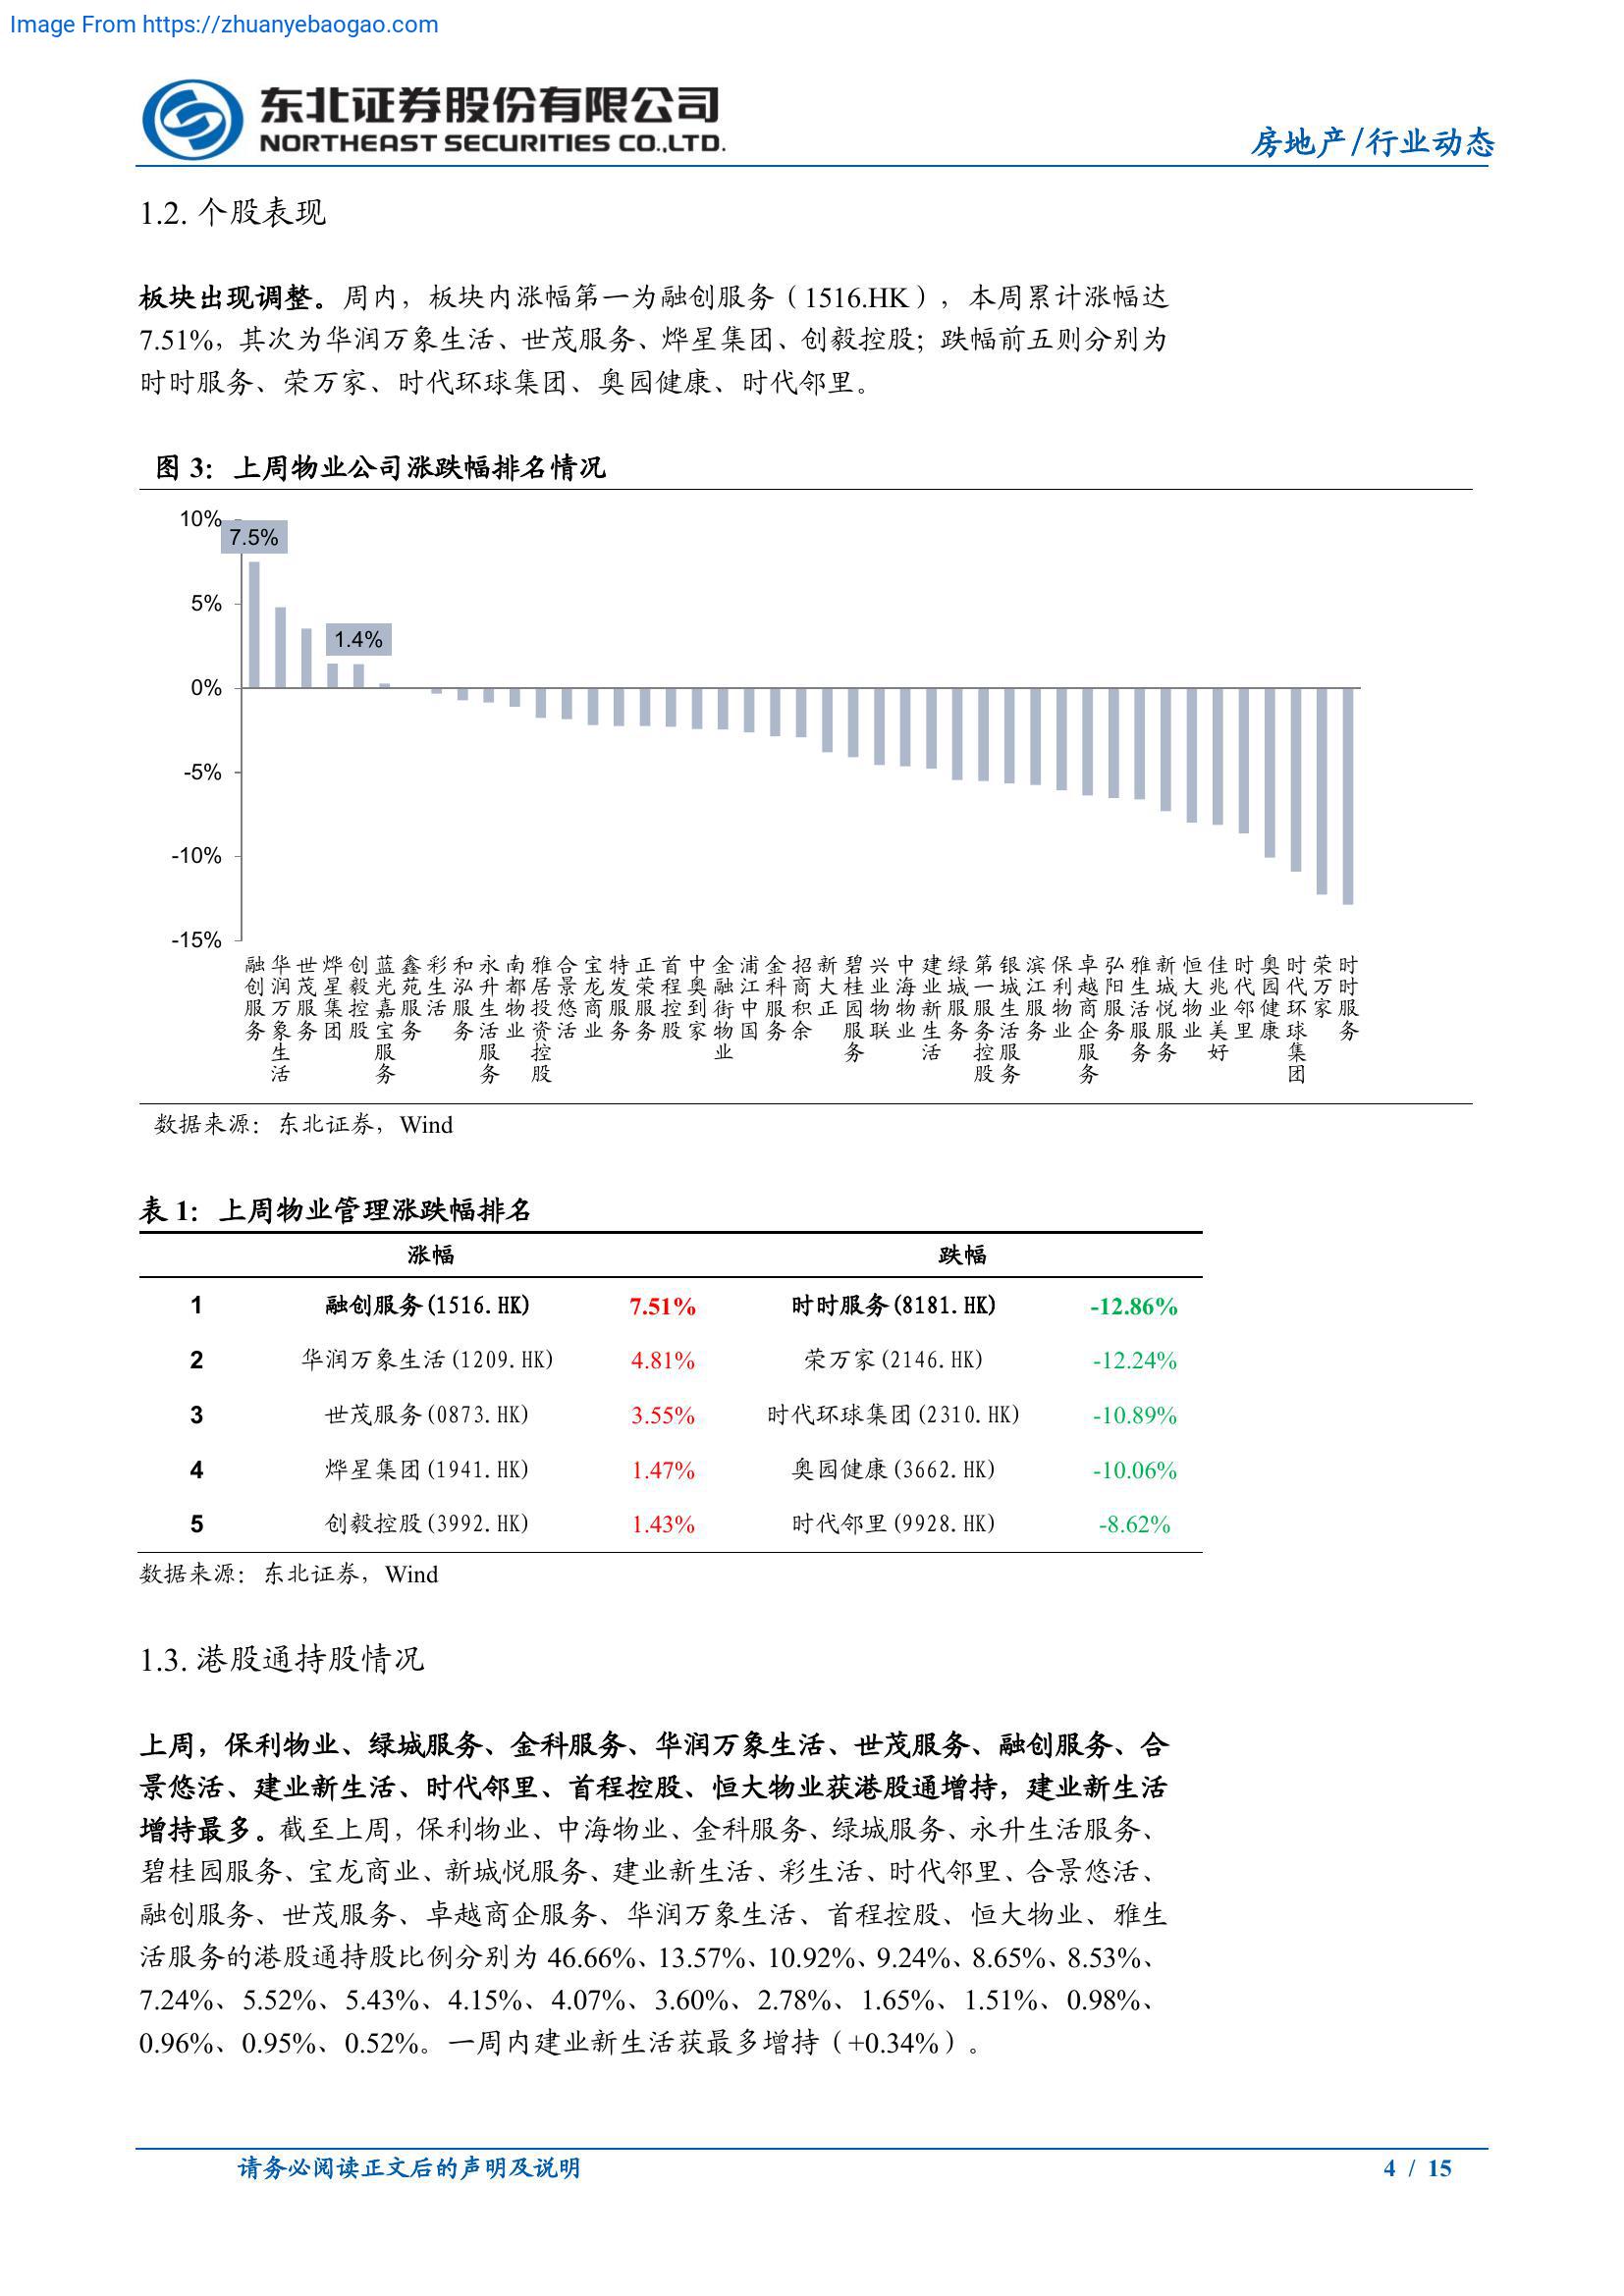 Image From https://zhuanyebaogao.com
东北证券股份有限公司
NORTHEAST SECURITIES CO.,LTD.
房地产/行业动态
1.2. 个股表现
板块出现调整。周内，板块内涨幅第一为融创服务（1516.HK），本周累计涨幅达
7.51%，其次为华润万象生活、世茂服务、烨星集团、创毅控股；跌幅前五则分别为
时时服务、荣万家、时代环球集团、奥园健康、时代邻里。
图 3：上周物业公司涨跌幅排名情况
10%
7.5%
5%
1.4%
0%
-5%
-10%
-15%
融创服务
华润万象生活
世茂服务
烨星集团
创毅控股
蓝光嘉宝服务
鑫苑服务
彩生活
和泓服务
永升生活服务
南都物业
雅居投资控股
合景悠活
宝龙商业
特发服务
正荣服务
首程控股
中奥到家
金融街物业
浦江中国
金科服务
招商积余
新大正
碧桂园服务
兴业物联
中海物业
建业新生活
绿城服务
第一服务控股
银城生活服务
滨江服务
保利物业
卓越商企服务
弘阳服务
雅生活服务
新城悦服务
恒大物业
佳兆业美好
时代邻里
奥园健康
时代环球集团
荣万家
时时服务
数据来源：东北证券，Wind
表 1：上周物业管理涨跌幅排名
涨幅 跌幅
1 融创服务(1516.HK) 7.51% 时时服务(8181.HK) -12.86%
2 华润万象生活(1209.HK) 4.81% 荣万家(2146.HK) -12.24%
3 世茂服务(0873.HK) 3.55% 时代环球集团(2310.HK) -10.89%
4 烨星集团(1941.HK) 1.47% 奥园健康(3662.HK) -10.06%
5 创毅控股(3992.HK) 1.43% 时代邻里(9928.HK) -8.62%
数据来源：东北证券，Wind
1.3. 港股通持股情况
上周，保利物业、绿城服务、金科服务、华润万象生活、世茂服务、融创服务、合
景悠活、建业新生活、时代邻里、首程控股、恒大物业获港股通增持，建业新生活
增持最多。截至上周，保利物业、中海物业、金科服务、绿城服务、永升生活服务、
碧桂园服务、宝龙商业、新城悦服务、建业新生活、彩生活、时代邻里、合景悠活、
融创服务、世茂服务、卓越商企服务、华润万象生活、首程控股、恒大物业、雅生
活服务的港股通持股比例分别为 46.66%、13.57%、10.92%、9.24%、8.65%、8.53%、
7.24%、5.52%、5.43%、4.15%、4.07%、3.60%、2.78%、1.65%、1.51%、0.98%、
0.96%、0.95%、0.52%。一周内建业新生活获最多增持（+0.34%）。
请务必阅读正文后的声明及说明
4 / 15